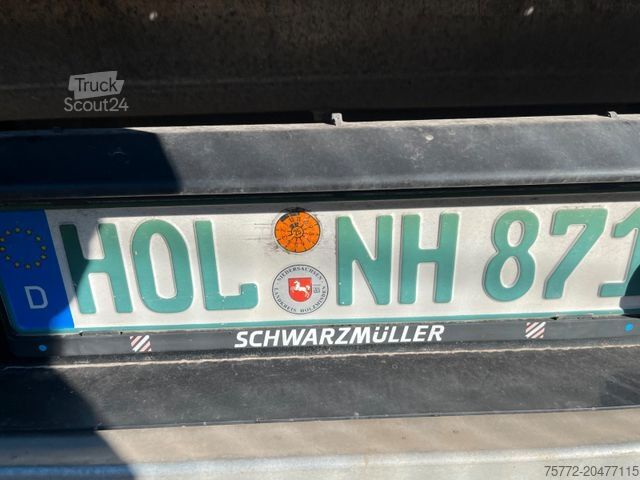 Truck
Scout24
HOL NH 871
D
NIEDERSACHSEN
LANDKREIS HOLZMINDEN
SCHWARZMÜLLER
75772-20477115